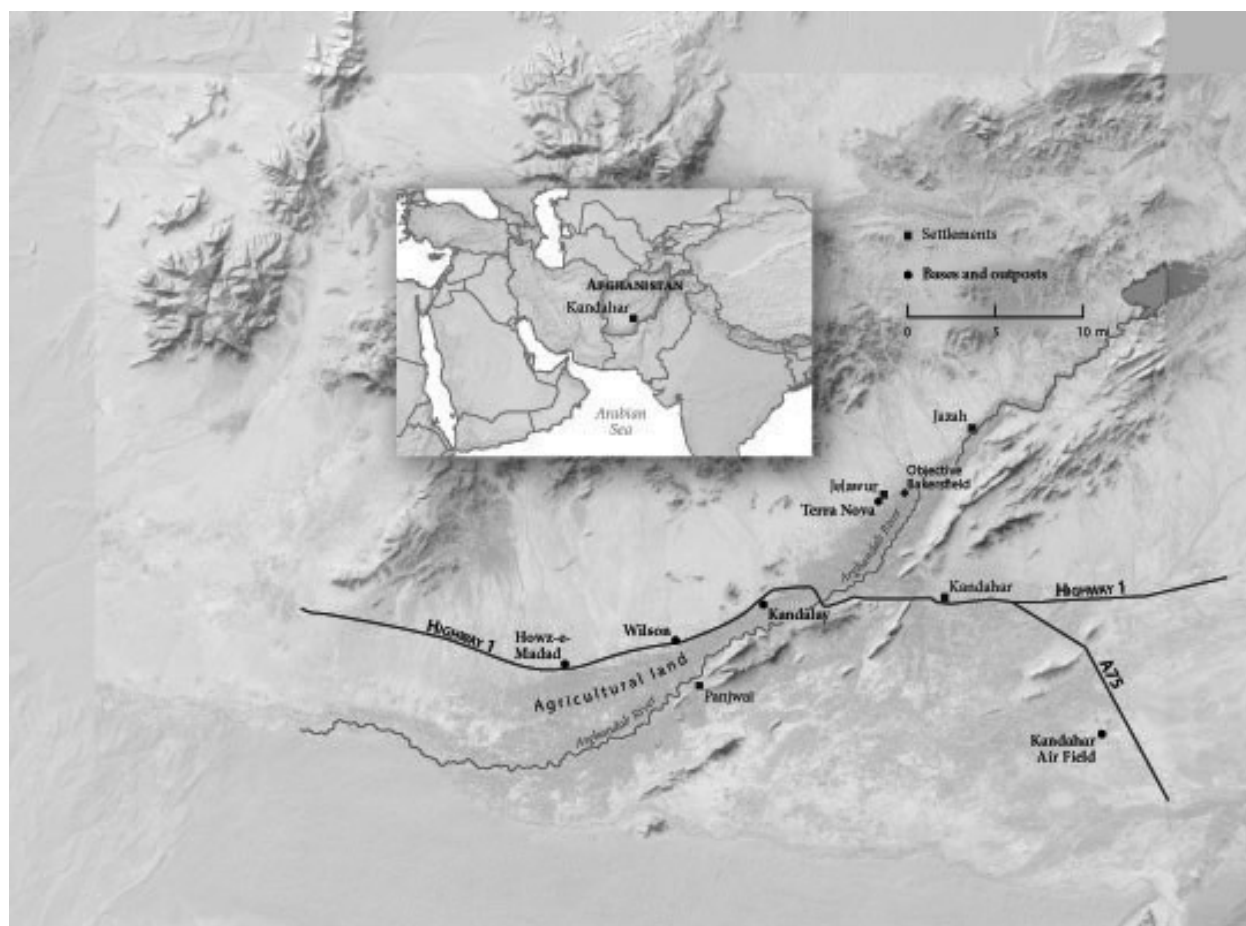 Settlements
Bases and outposts
0
5
10 mi
AFGHANISTAN
Kandahar
Arabian
Sea
Jazah
Objective
Bakersfield
Jelawur
Terra Nova
Arghandab River
Kandahar
HIGHWAY 1
Kandalay
Wilson
HIGHWAY 1
Howz-e-
Madad
Agricultural land
Panjwai
Arghandab River
A75
Kandahar
Air Field